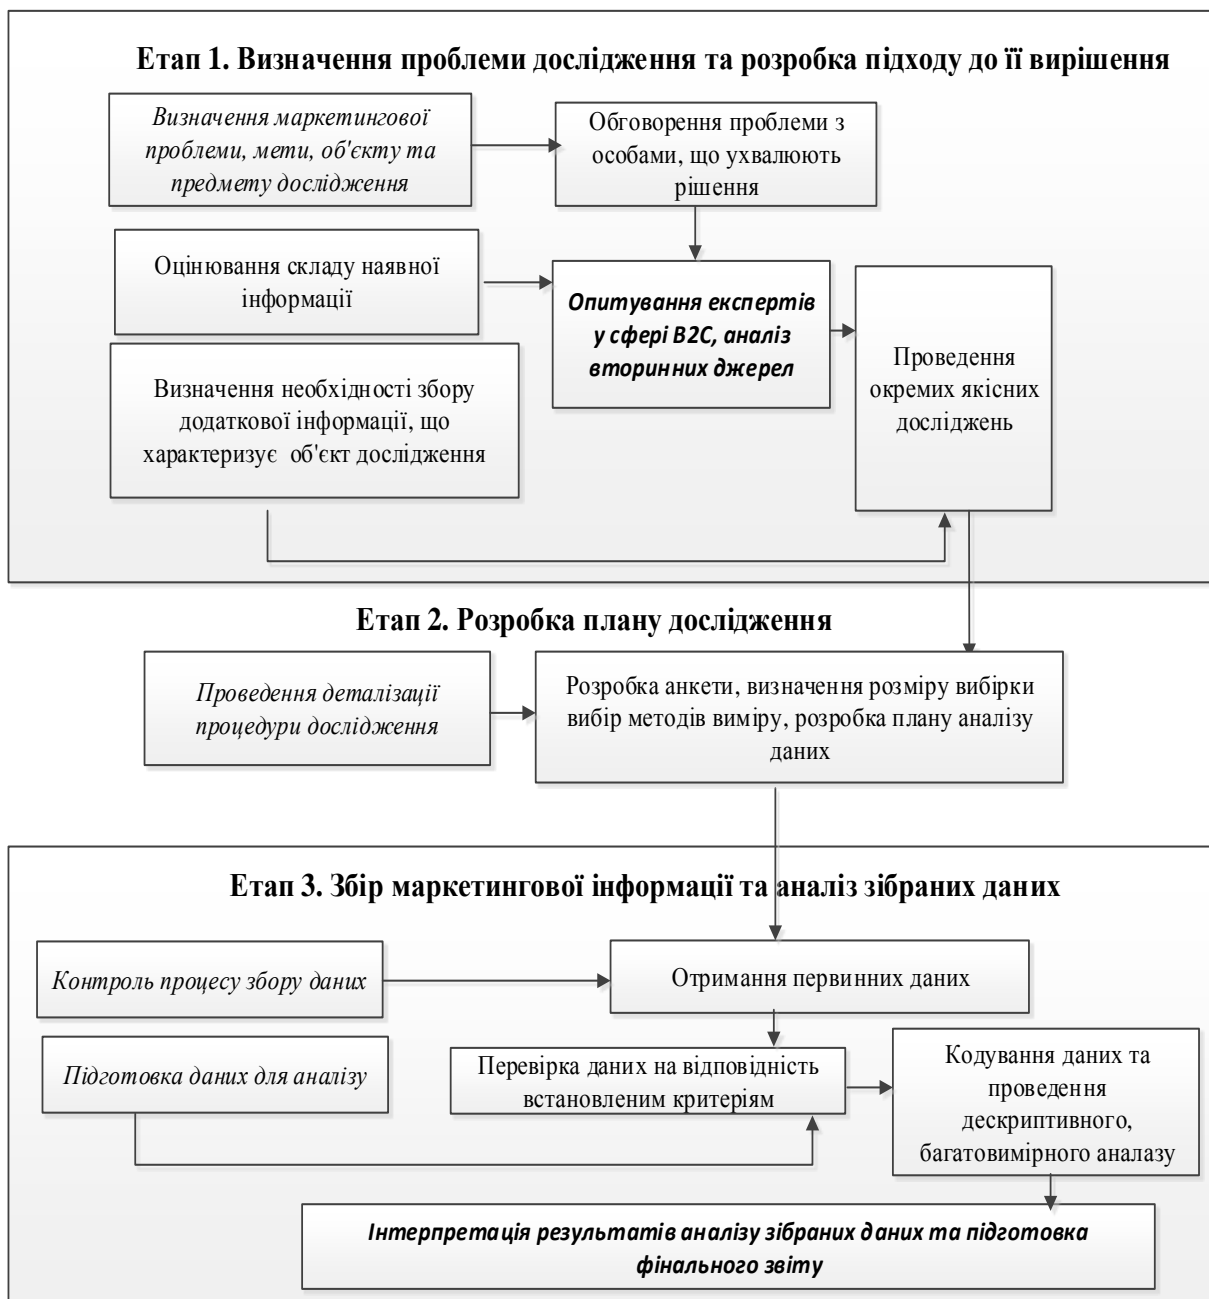 Етап 1. Визначення проблеми дослідження та розробка підходу до її вирішення
Визначення маркетингової
проблеми, мети, об'єкту та
предмету дослідження
Обговорення проблеми з
особами, що ухвалюють
рішення
Оцінювання складу наявної
інформації
Опитування експертів
у сфері B2C, аналіз
вторинних джерел
Проведення
окремих якісних
досліджень
Визначення необхідності збору
додаткової інформації, що
характеризує об'єкт дослідження
Етап 2. Розробка плану дослідження
Проведення деталізації
процедури дослідження
Розробка анкети, визначення розміру вибірки
вибір методів виміру, розробка плану аналізу
даних
Етап 3. Збір маркетингової інформації та аналіз зібраних даних
Контроль процесу збору даних
Отримання первинних даних
Підготовка даних для аналізу
Перевірка даних на відповідність
встановленим критеріям
Кодування даних та
проведення
дескриптивного,
багатовимірного аналазу
Інтерпретація результатів аналізу зібраних даних та підготовка
фінального звіту